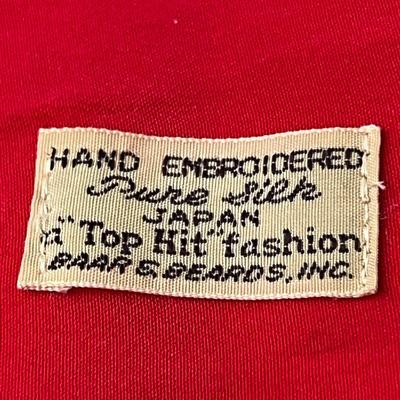 HAND EMBROIDERED
Pure Silk
JAPAN
a "Top Hit" fashion
BAAR & BEARDS, INC.